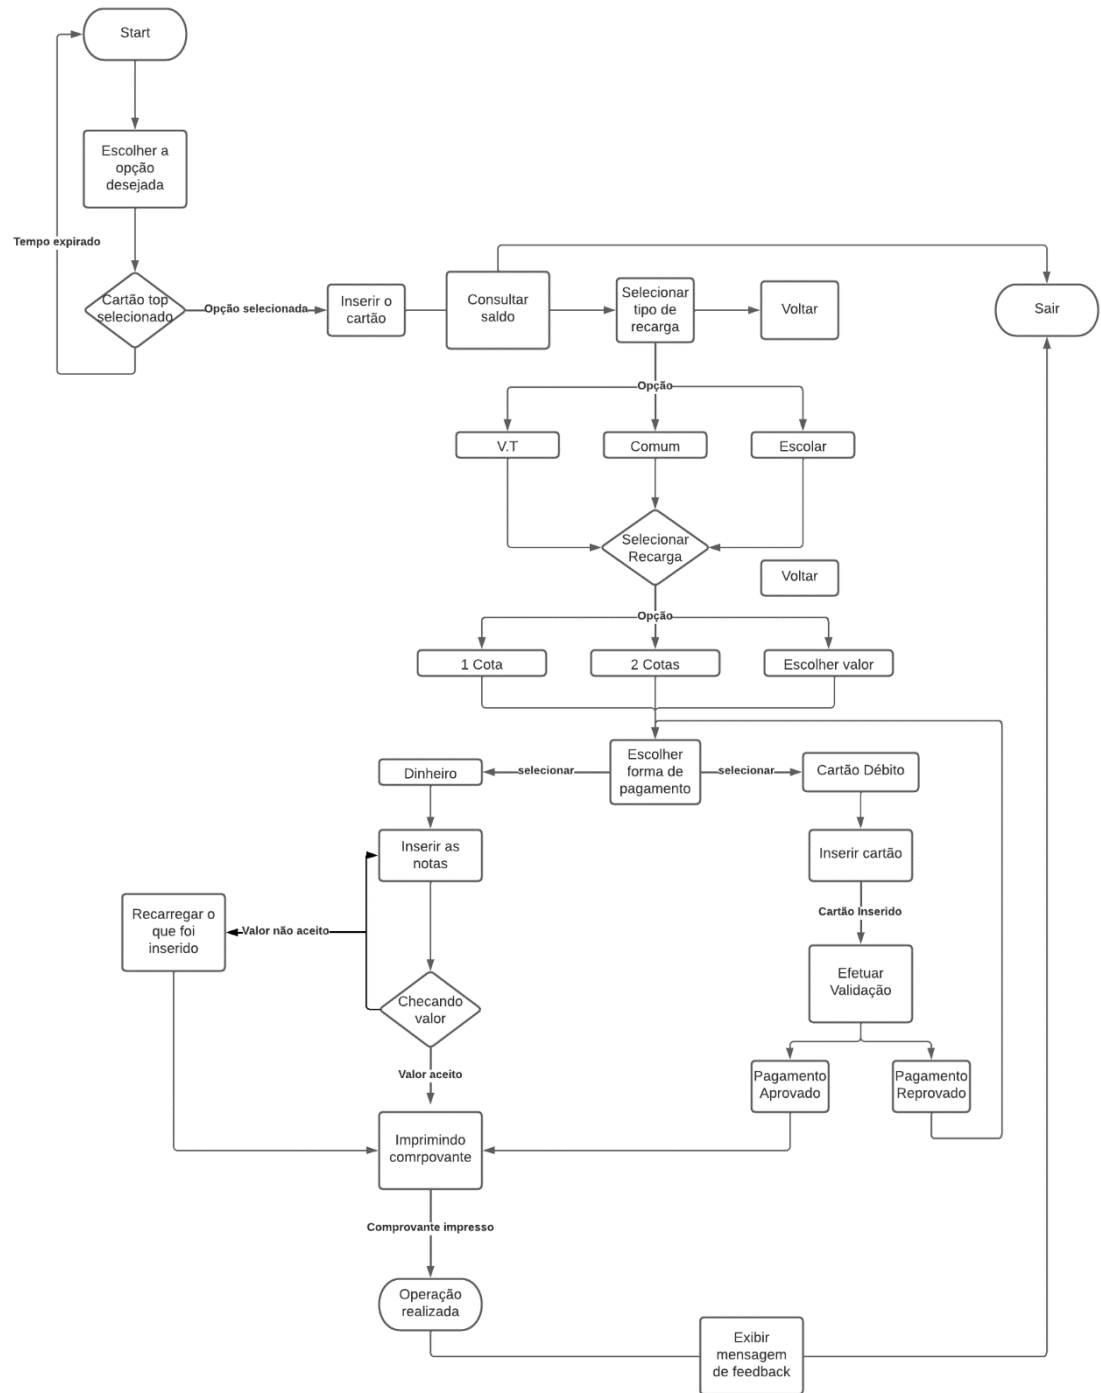 Start
Escolher a
opção
desejada
Tempo expirado
Cartão top
selecionado
Opção selecionada
Inserir o
cartão
Consultar
saldo
Selecionar
tipo de
recarga
Voltar
Sair
Opção
V.T
Comum
Escolar
Selecionar
Recarga
Voltar
Opção
1 Cota
2 Cotas
Escolher valor
Escolher
forma de
pagamento
selecionar
selecionar
Dinheiro
Cartão Débito
Inserir as
notas
Inserir cartão
Cartão Inserido
Recarregar o
que foi
inserido
Valor não aceito
Efetuar
Validação
Checando
valor
Valor aceito
Pagamento
Aprovado
Pagamento
Reprovado
Imprimindo
comrpovante
Comprovante impresso
Operação
realizada
Exibir
mensagem
de feedback